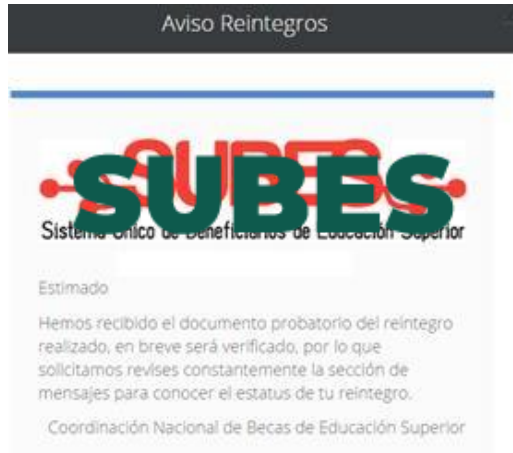 Aviso Reintegros
SUBES
SUBES
Sistema Único de Beneficiarios de Educación Superior
Estimado
Hemos recibido el documento probatorio del reintegro
realizado, en breve será verificado, por lo que
solicitamos revises constantemente la sección de
mensajes para conocer el estatus de tu reintegro.
Coordinación Nacional de Becas de Educación Superior